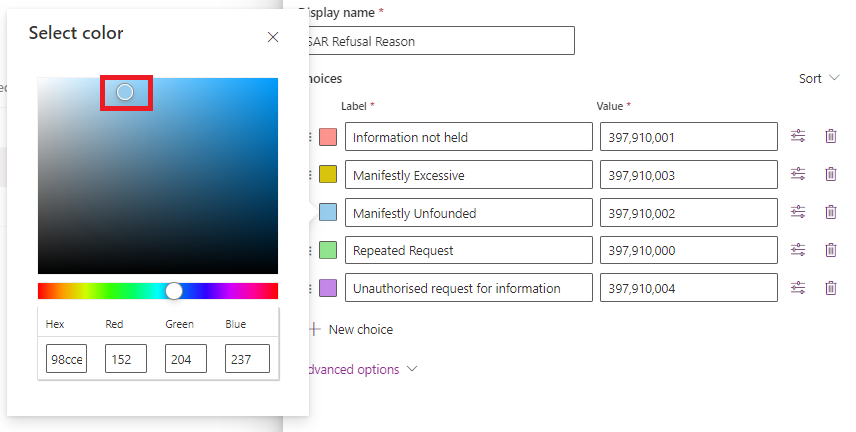 Select color
Hex Red Green Blue
98cce 152 204 237
Display name *
SAR Refusal Reason
Choices
Sort
Label * Value *
Information not held 397,910,001
Manifestly Excessive 397,910,003
Manifestly Unfounded 397,910,002
Repeated Request 397,910,000
Unauthorised request for information 397,910,004
New choice
dvanced options